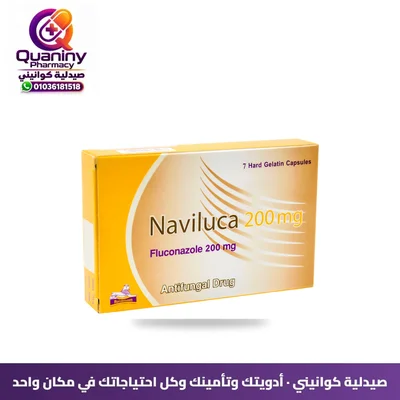 Quaniny
Pharmacy
صيدلية كوانيني
01036181518
7 Hard Gelatin Capsules
Naviluca 200 mg
Fluconazole 200 mg
Antifungal Drug
صيدلية كوانيني - أدويتك وتأمينك وكل احتياجاتك في مكان واحد